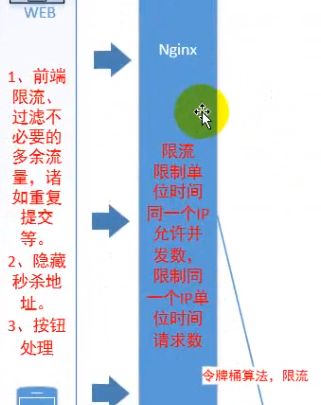 WEB
1、前端
限流、
过滤不
必要的
多余流
量，诸
如重复
提交
等。
2、隐藏
秒杀地
址。
3、按钮
处理
Nginx
限流
限制单
位时间
同一个IP
允许并
发数，
限制同
一个IP单
位时间
请求数
令牌桶算法，限流